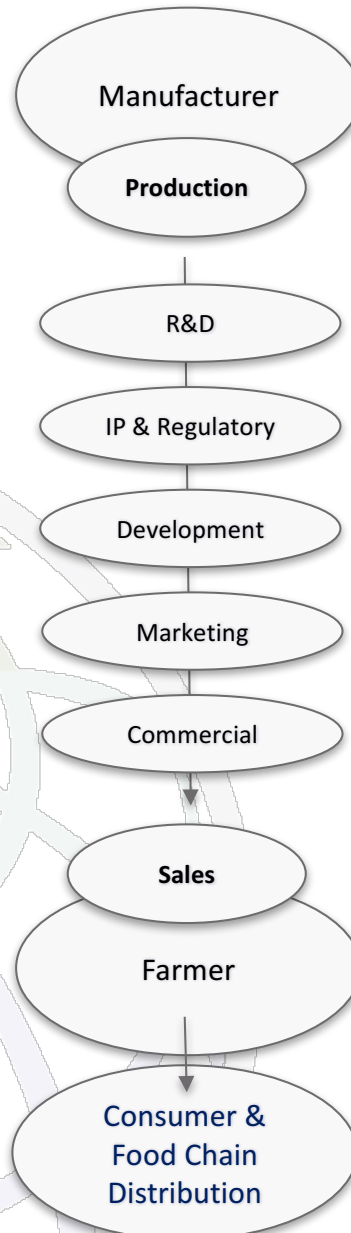 Manufacturer
Production
R&D
IP & Regulatory
Development
Marketing
Commercial
Sales
Farmer
Consumer &
Food Chain
Distribution